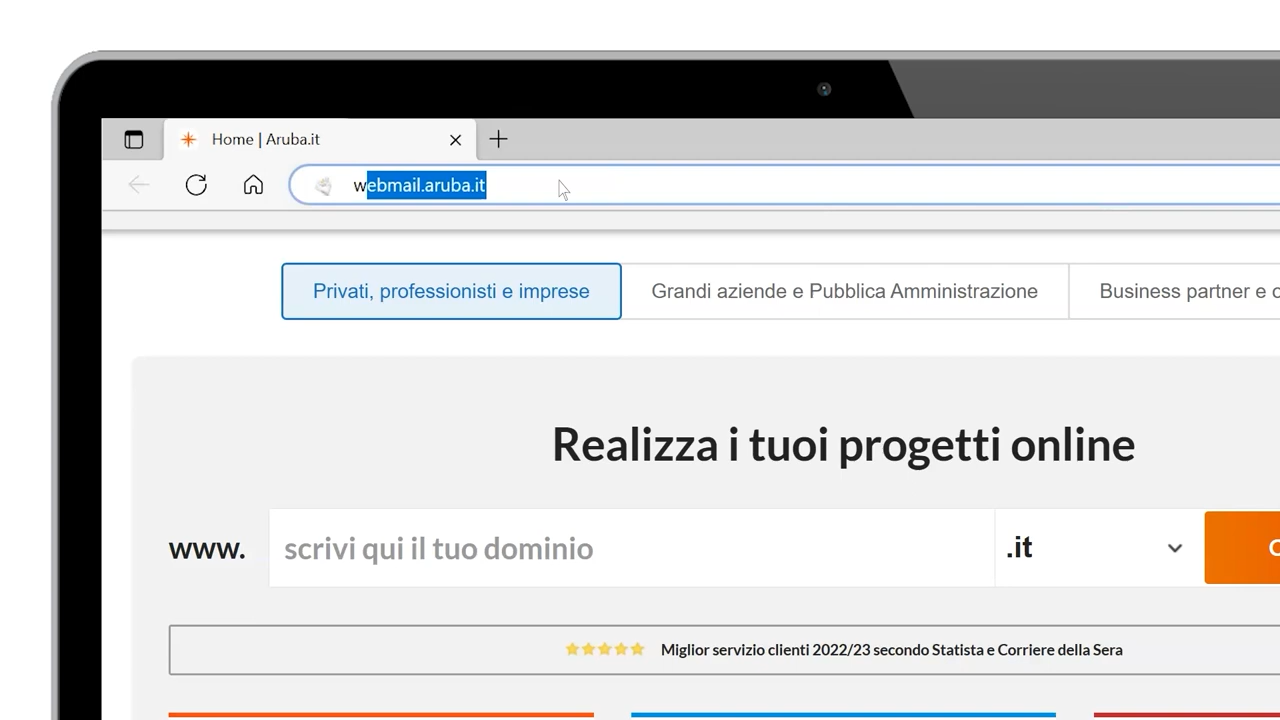 Home | Aruba.it
webmail.aruba.it
Privati, professionisti e imprese
Grandi aziende e Pubblica Amministrazione
Business partner e
Realizza i tuoi progetti online
www.
scrivi qui il tuo dominio
.it
Miglior servizio clienti 2022/23 secondo Statista e Corriere della Sera